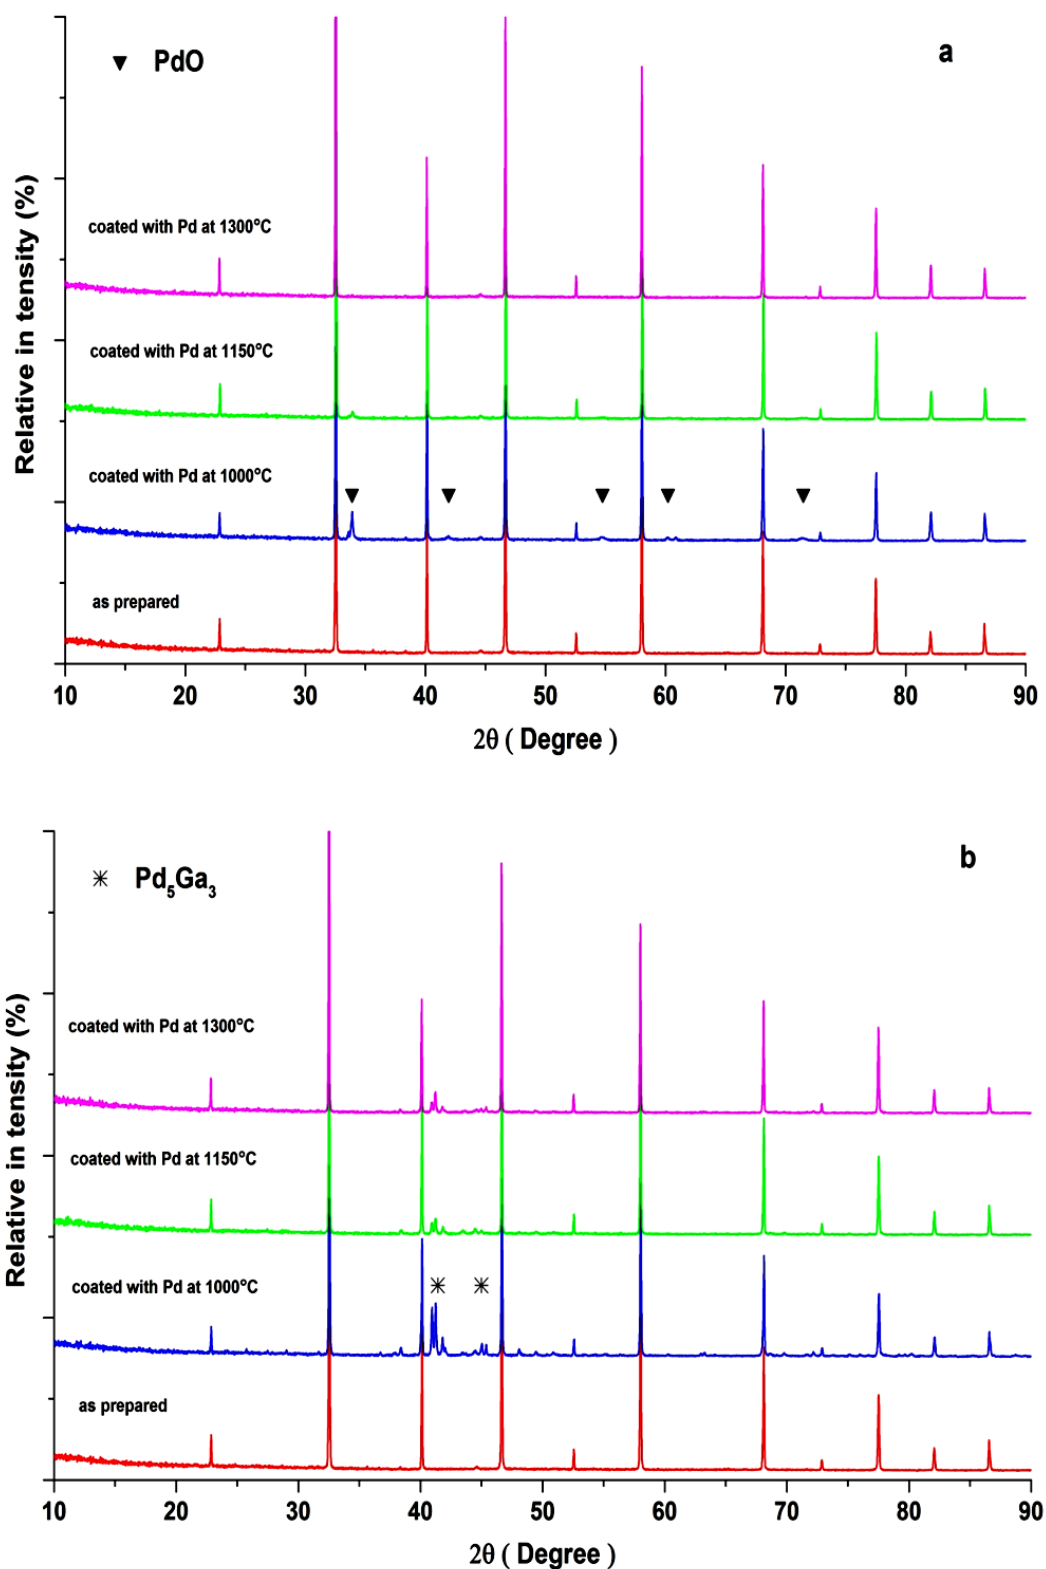 ▼ PdO
a
Relative in tensity (%)
coated with Pd at 1300°C
coated with Pd at 1150°C
coated with Pd at 1000°C
as prepared
10 20 30 40 50 60 70 80 90
2θ ( Degree )
✳ Pd₅Ga₃
b
Relative in tensity (%)
coated with Pd at 1300°C
coated with Pd at 1150°C
coated with Pd at 1000°C
as prepared
10 20 30 40 50 60 70 80 90
2θ ( Degree )